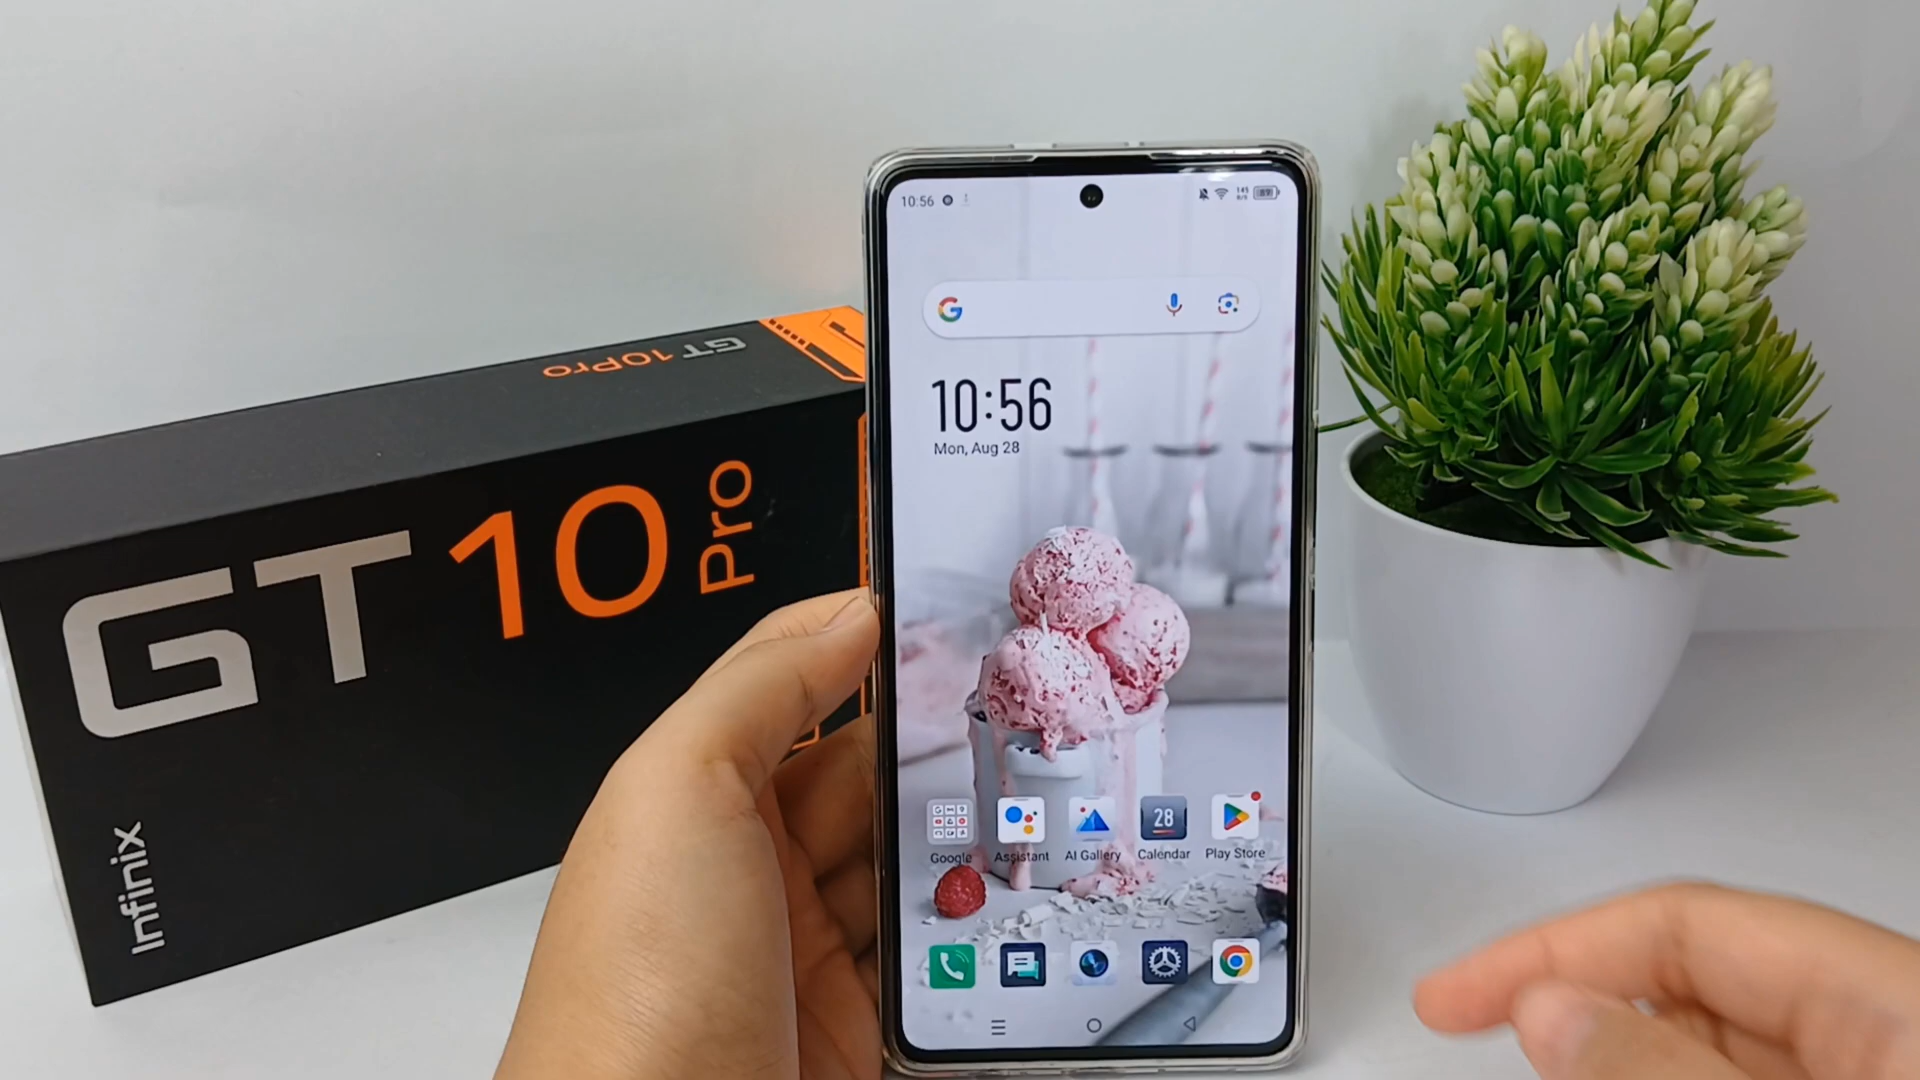 GT 10Pro
GT 10 Pro
Infinix
10:56
10:56
Mon, Aug 28
28
Google
Assistant
AI Gallery
Calendar
Play Store